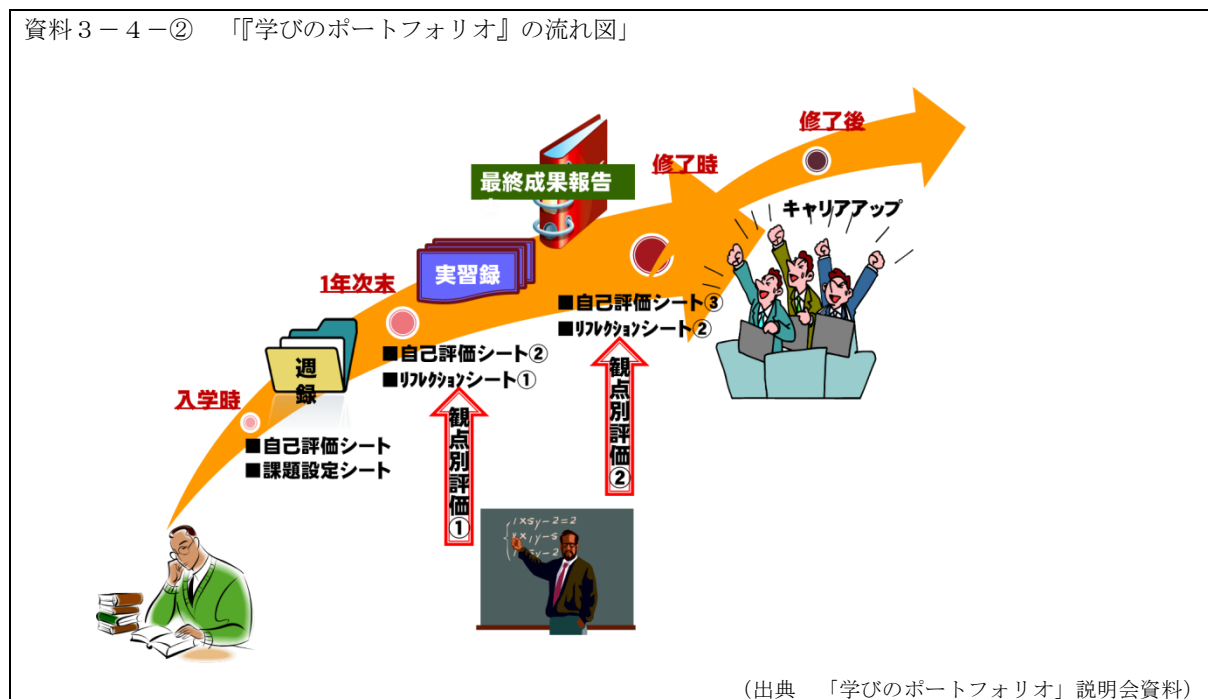 資料３－４－② 「『学びのポートフォリオ』の流れ図」
修了後
修了時
最終成果報告
キャリアアップ
実習録
1年次末
■自己評価シート③
■リフレクションシート②
週
録
■自己評価シート②
■リフレクションシート①
入学時
■自己評価シート
■課題設定シート
観点別評価①
観点別評価②
(出典 「学びのポートフォリオ」説明会資料)